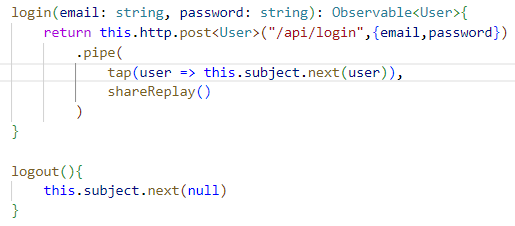 login(email: string, password: string): Observable<User>{
    return this.http.post<User>("/api/login",{email,password})
        .pipe(
            tap(user => this.subject.next(user)),
            shareReplay()
        )
}

logout(){
    this.subject.next(null)
}